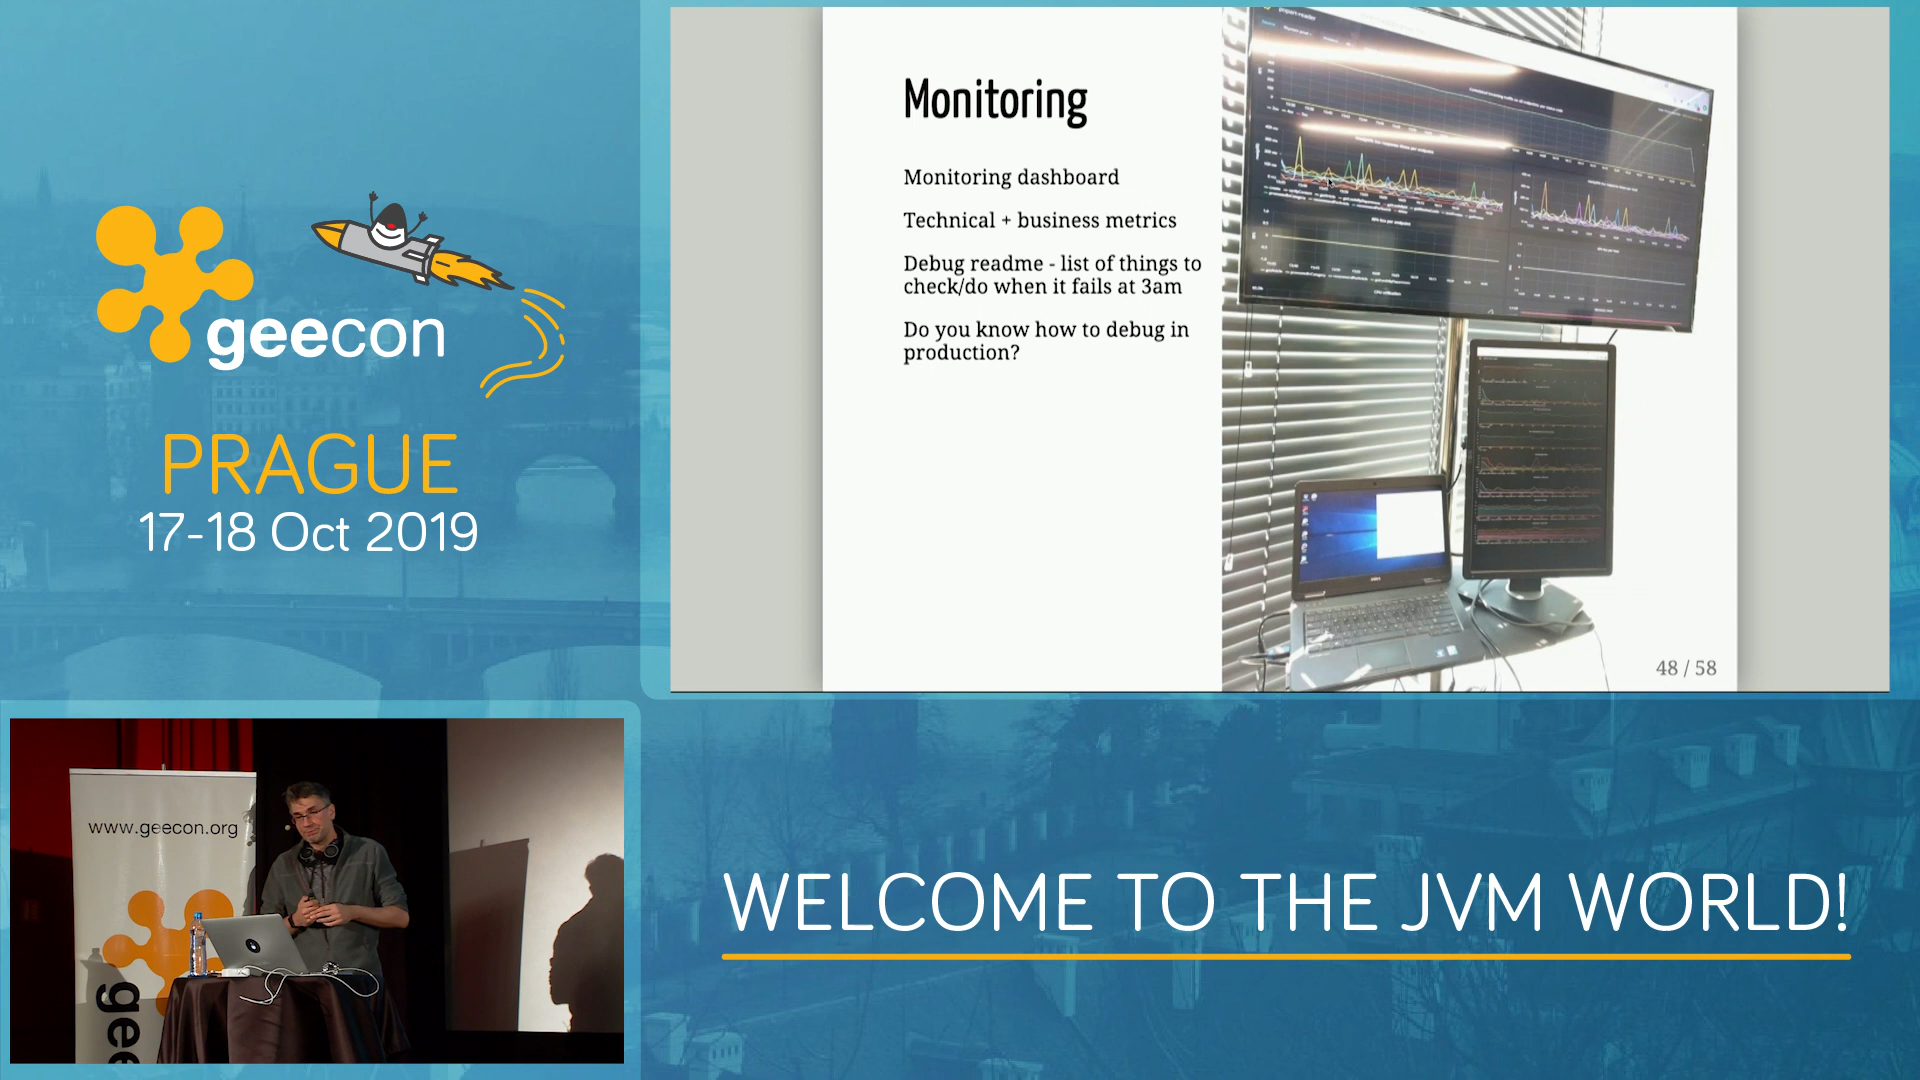 geecon
PRAGUE
17-18 Oct 2019
Monitoring
Monitoring dashboard
Technical + business metrics
Debug readme - list of things to
check/do when it fails at 3am
Do you know how to debug in
production?
48 / 58
www.geecon.org
gee
WELCOME TO THE JVM WORLD!